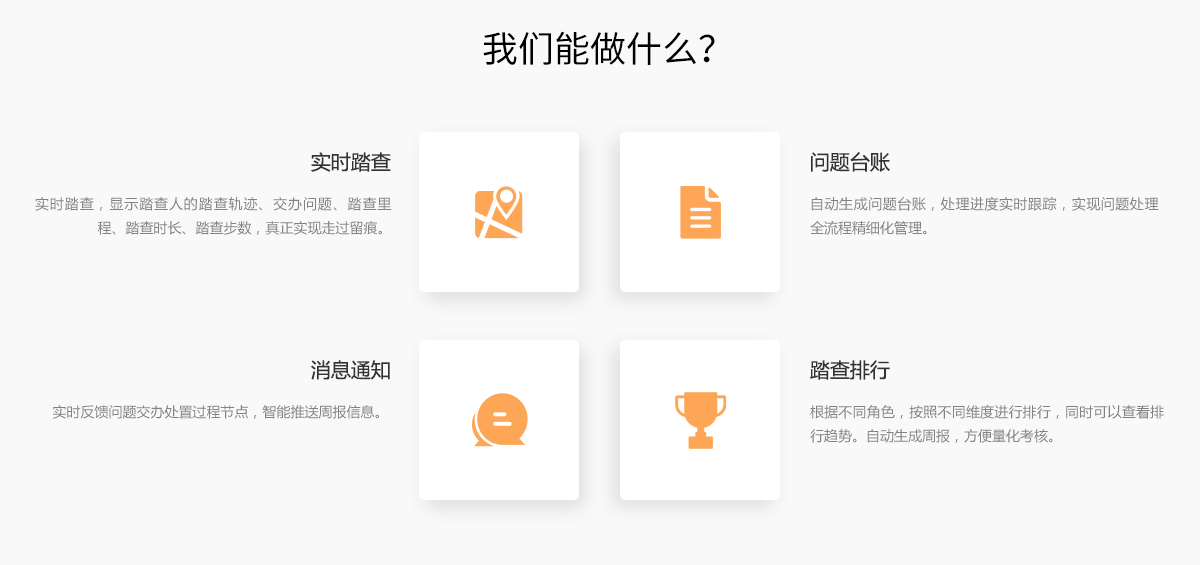 我们能做什么？
实时踏查
实时踏查，显示踏查人的踏查轨迹、交办问题、踏查里
程、踏查时长、踏查步数，真正实现走过留痕。
问题台账
自动生成问题台账，处理进度实时跟踪，实现问题处理
全流程精细化管理。
消息通知
实时反馈问题交办处置过程节点，智能推送周报信息。
踏查排行
根据不同角色，按照不同维度进行排行，同时可以查看排
行趋势。自动生成周报，方便量化考核。